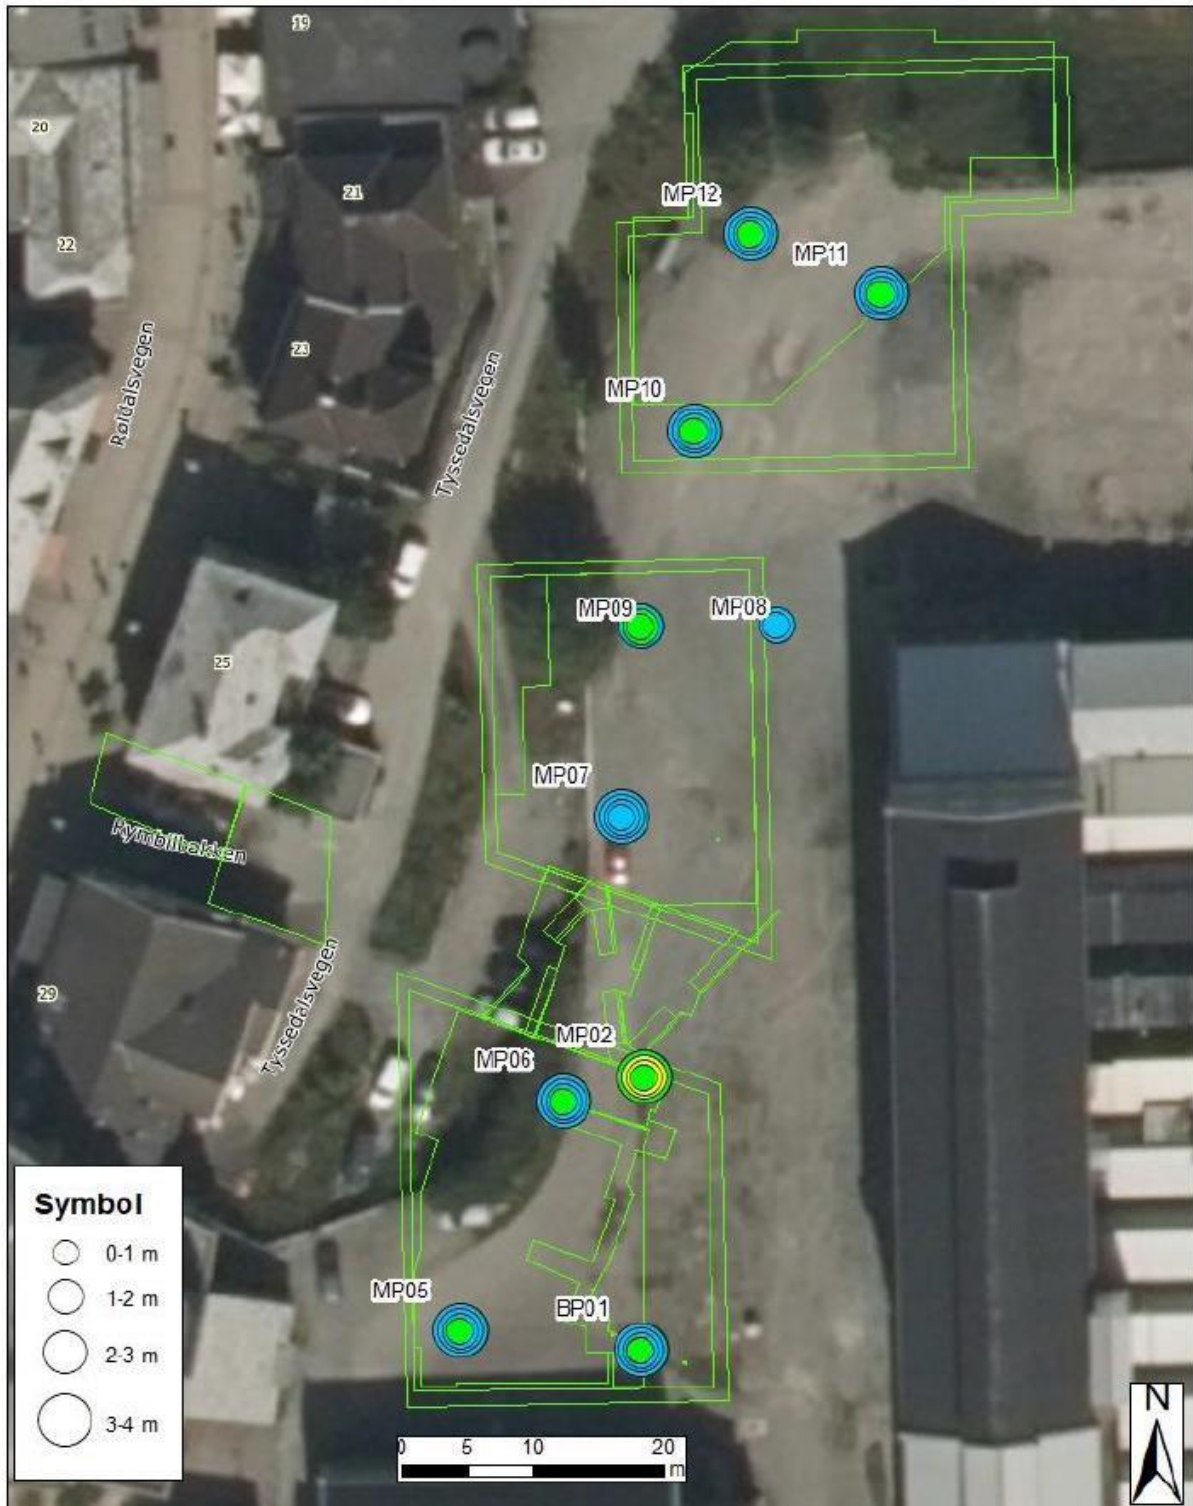 19
20
21
MP12
22
MP11
23
Røldalsvegen
Tyssedalsvegen
MP10
MP09
MP08
25
MP07
Rymbilbakken
29
Tyssedalsvegen
MP02
MP06
Symbol
0-1 m
1-2 m
2-3 m
3-4 m
MP05
BP01
0 5 10 20
m
N